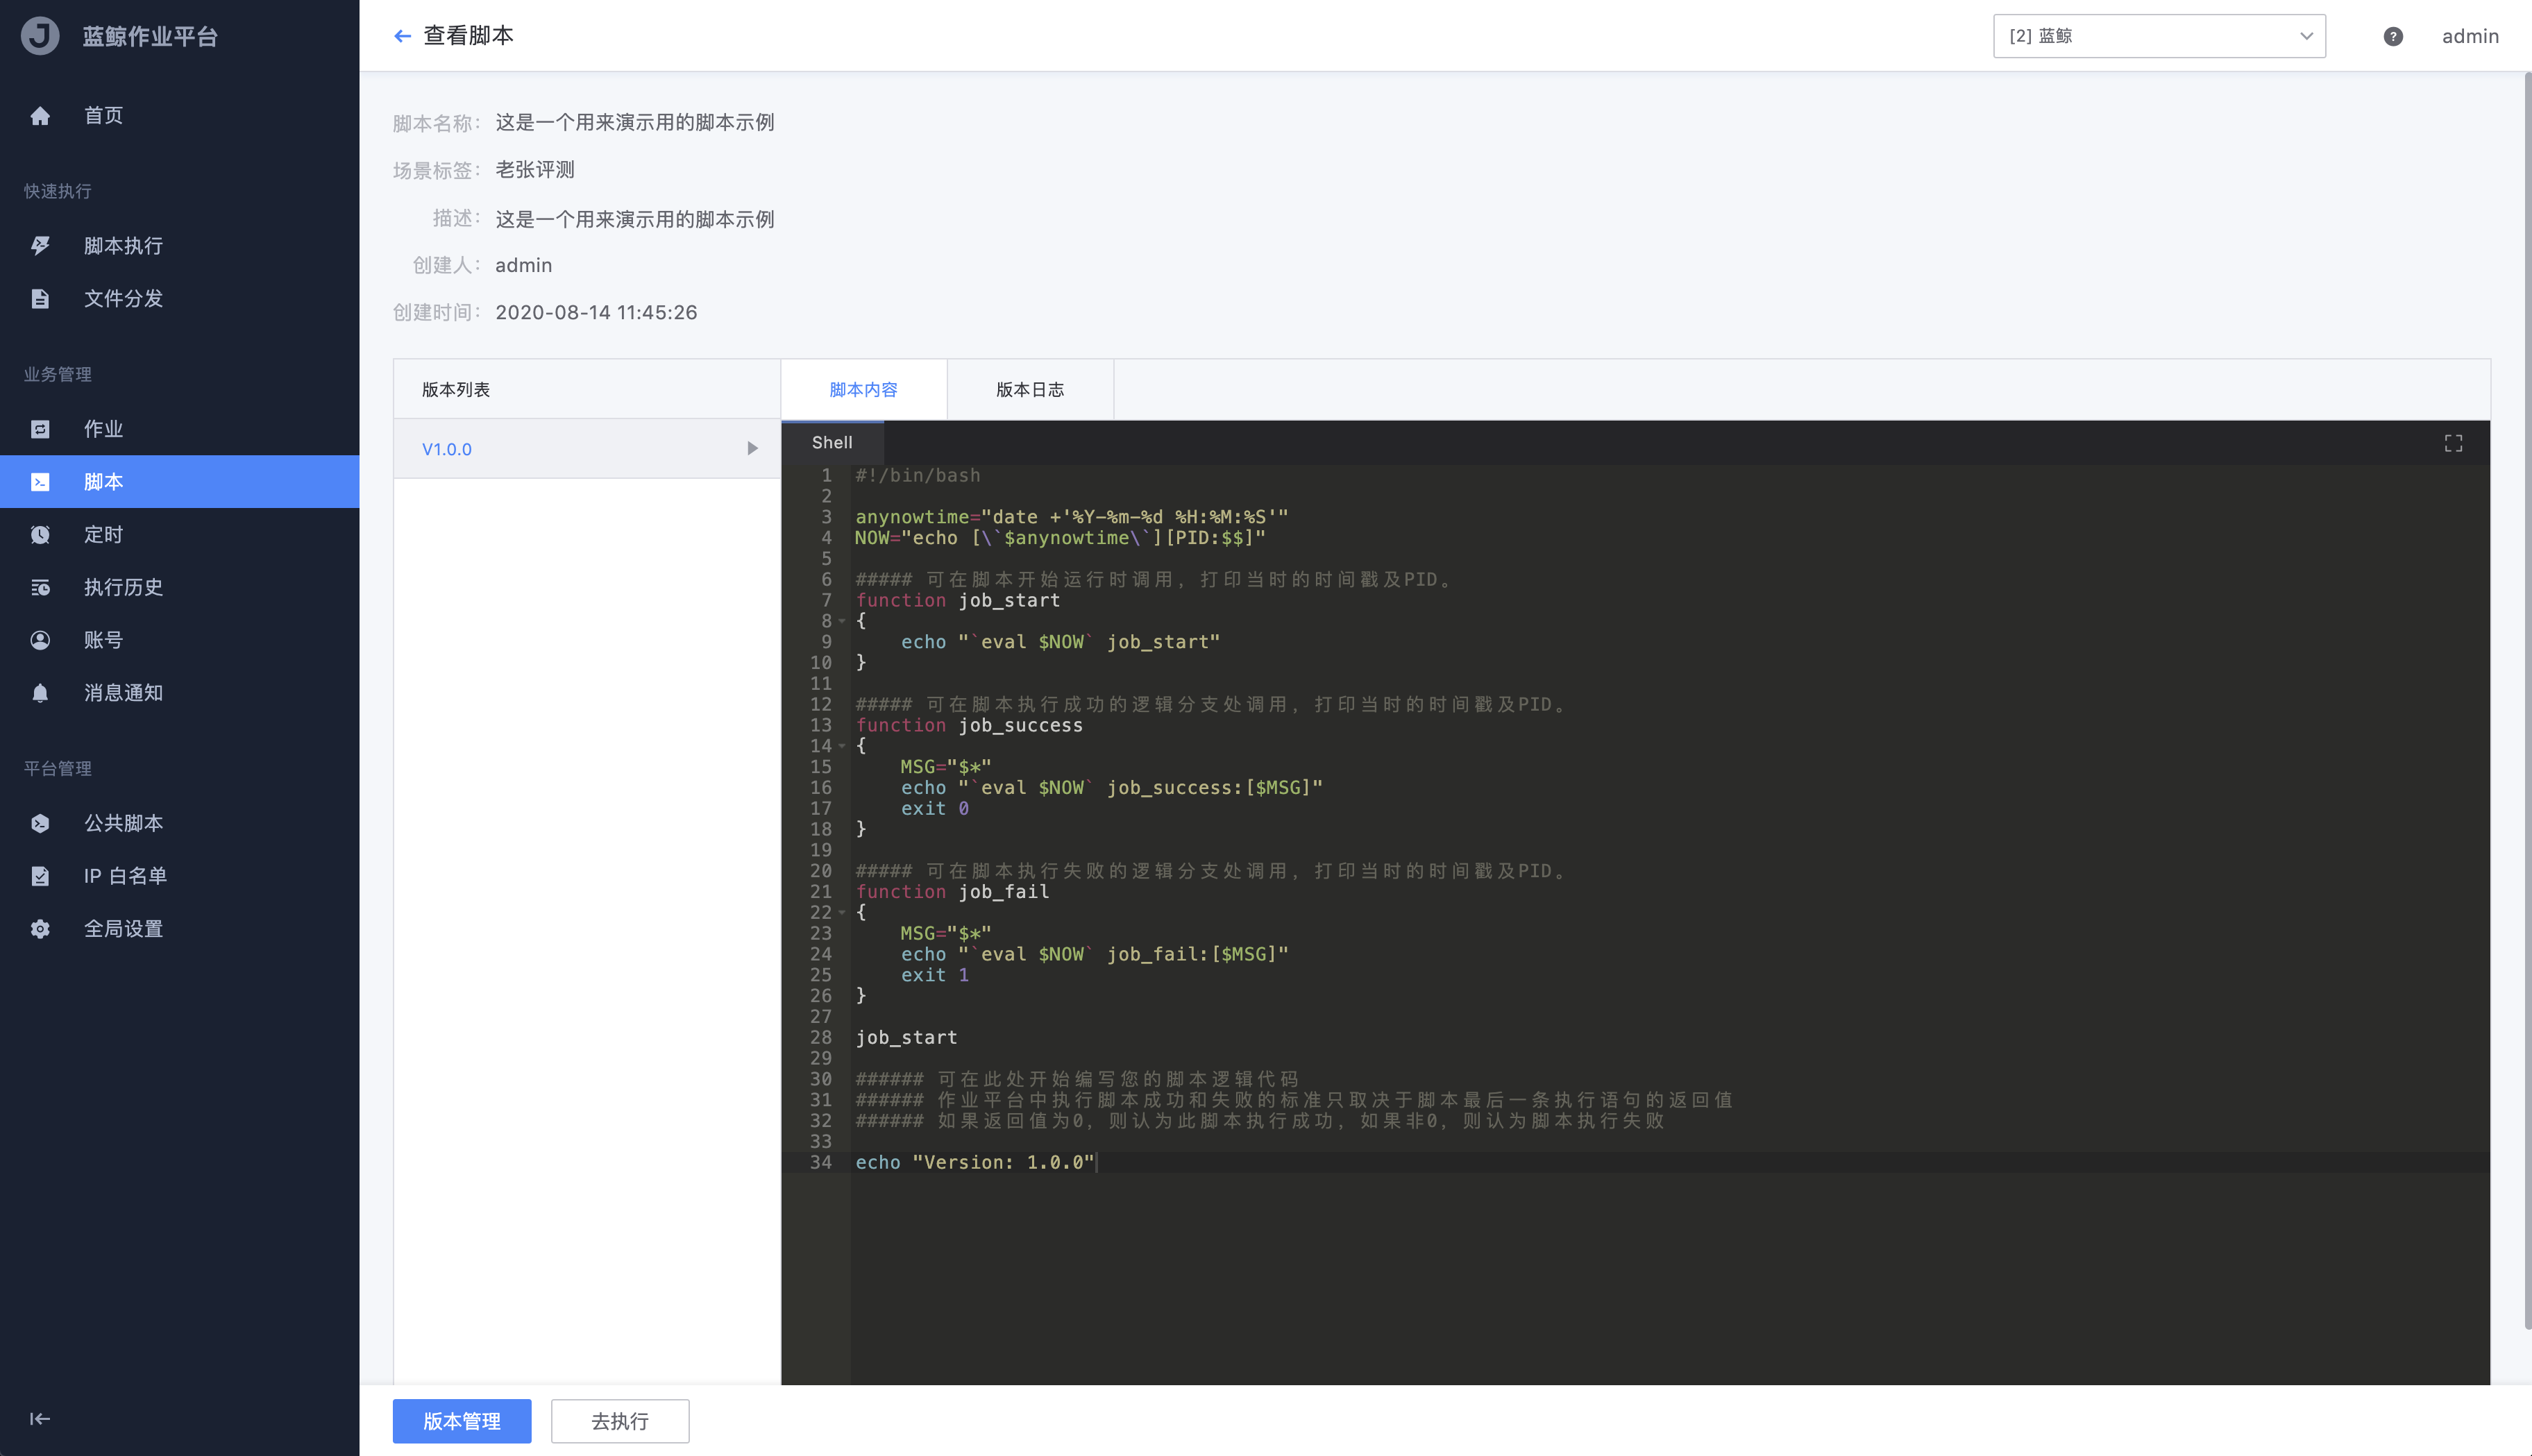 蓝鲸作业平台
首页
快速执行
脚本执行
文件分发
业务管理
作业
脚本
定时
执行历史
账号
消息通知
平台管理
公共脚本
IP 白名单
全局设置
查看脚本
[2] 蓝鲸
admin
脚本名称： 这是一个用来演示用的脚本示例
场景标签： 老张评测
描述： 这是一个用来演示用的脚本示例
创建人： admin
创建时间： 2020-08-14 11:45:26
版本列表
V1.0.0
脚本内容 版本日志
Shell
1 #!/bin/bash
2
3 anynowtime="date +'%Y-%m-%d %H:%M:%S'"
4 NOW="echo [\`$anynowtime\`][PID:$$]"
5
6 ##### 可在脚本开始运行时调用，打印当时的时间戳及PID。
7 function job_start
8 {
9     echo "`eval $NOW` job_start"
10 }
11
12 ##### 可在脚本执行成功的逻辑分支处调用，打印当时的时间戳及PID。
13 function job_success
14 {
15     MSG="$*"
16     echo "`eval $NOW` job_success:[$MSG]"
17     exit 0
18 }
19
20 ##### 可在脚本执行失败的逻辑分支处调用，打印当时的时间戳及PID。
21 function job_fail
22 {
23     MSG="$*"
24     echo "`eval $NOW` job_fail:[$MSG]"
25     exit 1
26 }
27
28 job_start
29
30 ###### 可在此处开始编写您的脚本逻辑代码
31 ###### 作业平台中执行脚本成功和失败的标准只取决于脚本最后一条执行语句的返回值
32 ###### 如果返回值为0，则认为此脚本执行成功，如果非0，则认为脚本执行失败
33
34 echo "Version: 1.0.0"
版本管理 去执行